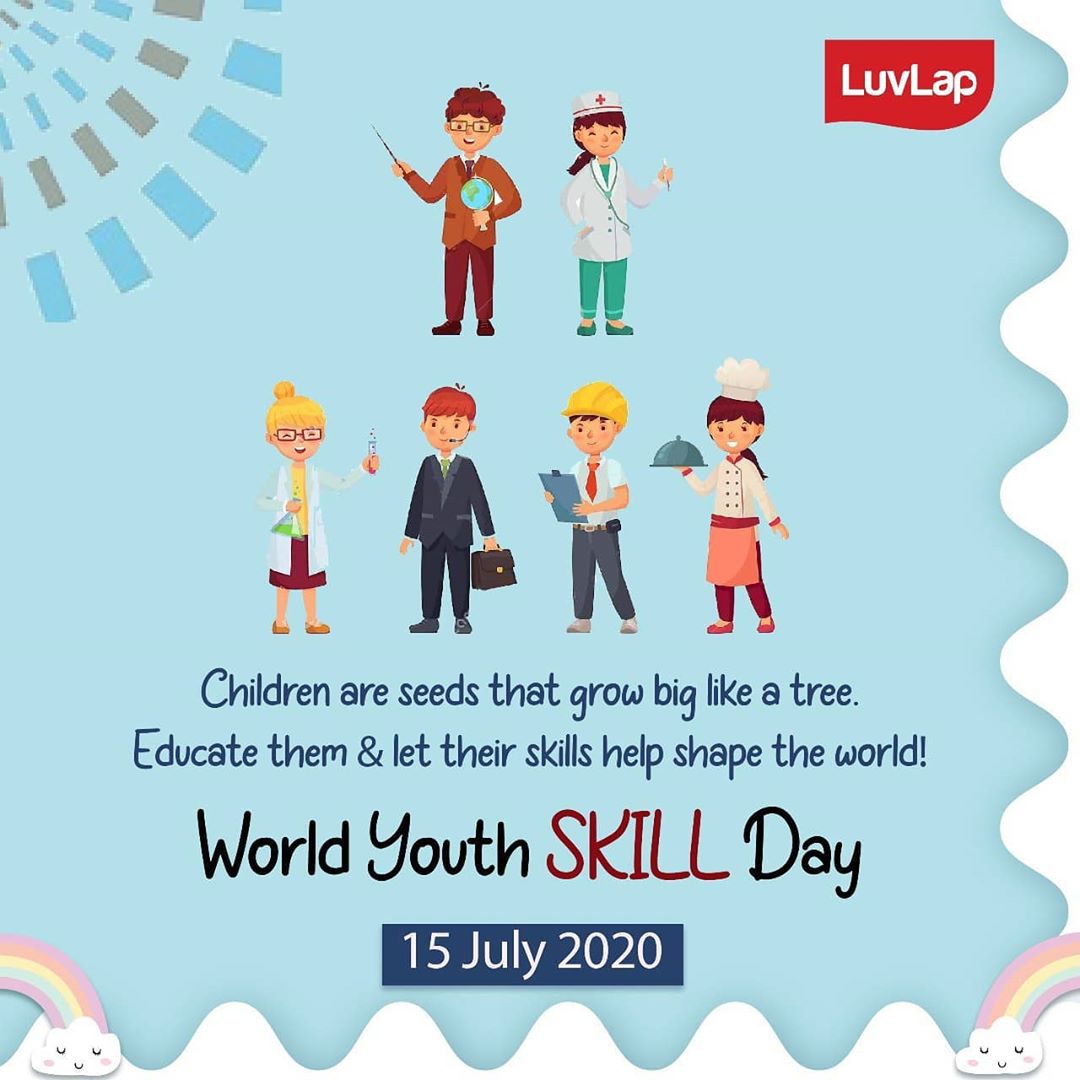 LuvLap
Children are seeds that grow big like a tree.
Educate them & let their skills help shape the world!
World Youth SKILL Day
15 July 2020